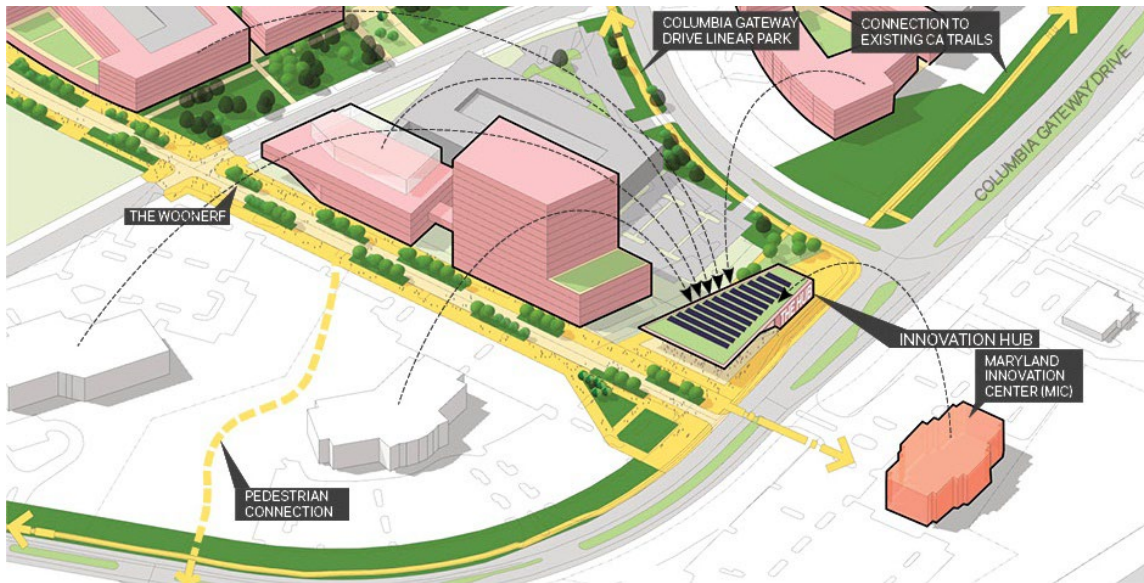 COLUMBIA GATEWAY
DRIVE LINEAR PARK
CONNECTION TO
EXISTING CA TRAILS
COLUMBIA GATEWAY DRIVE
THE WOONERF
THE HUB
INNOVATION HUB
MARYLAND
INNOVATION
CENTER (MIC)
PEDESTRIAN
CONNECTION